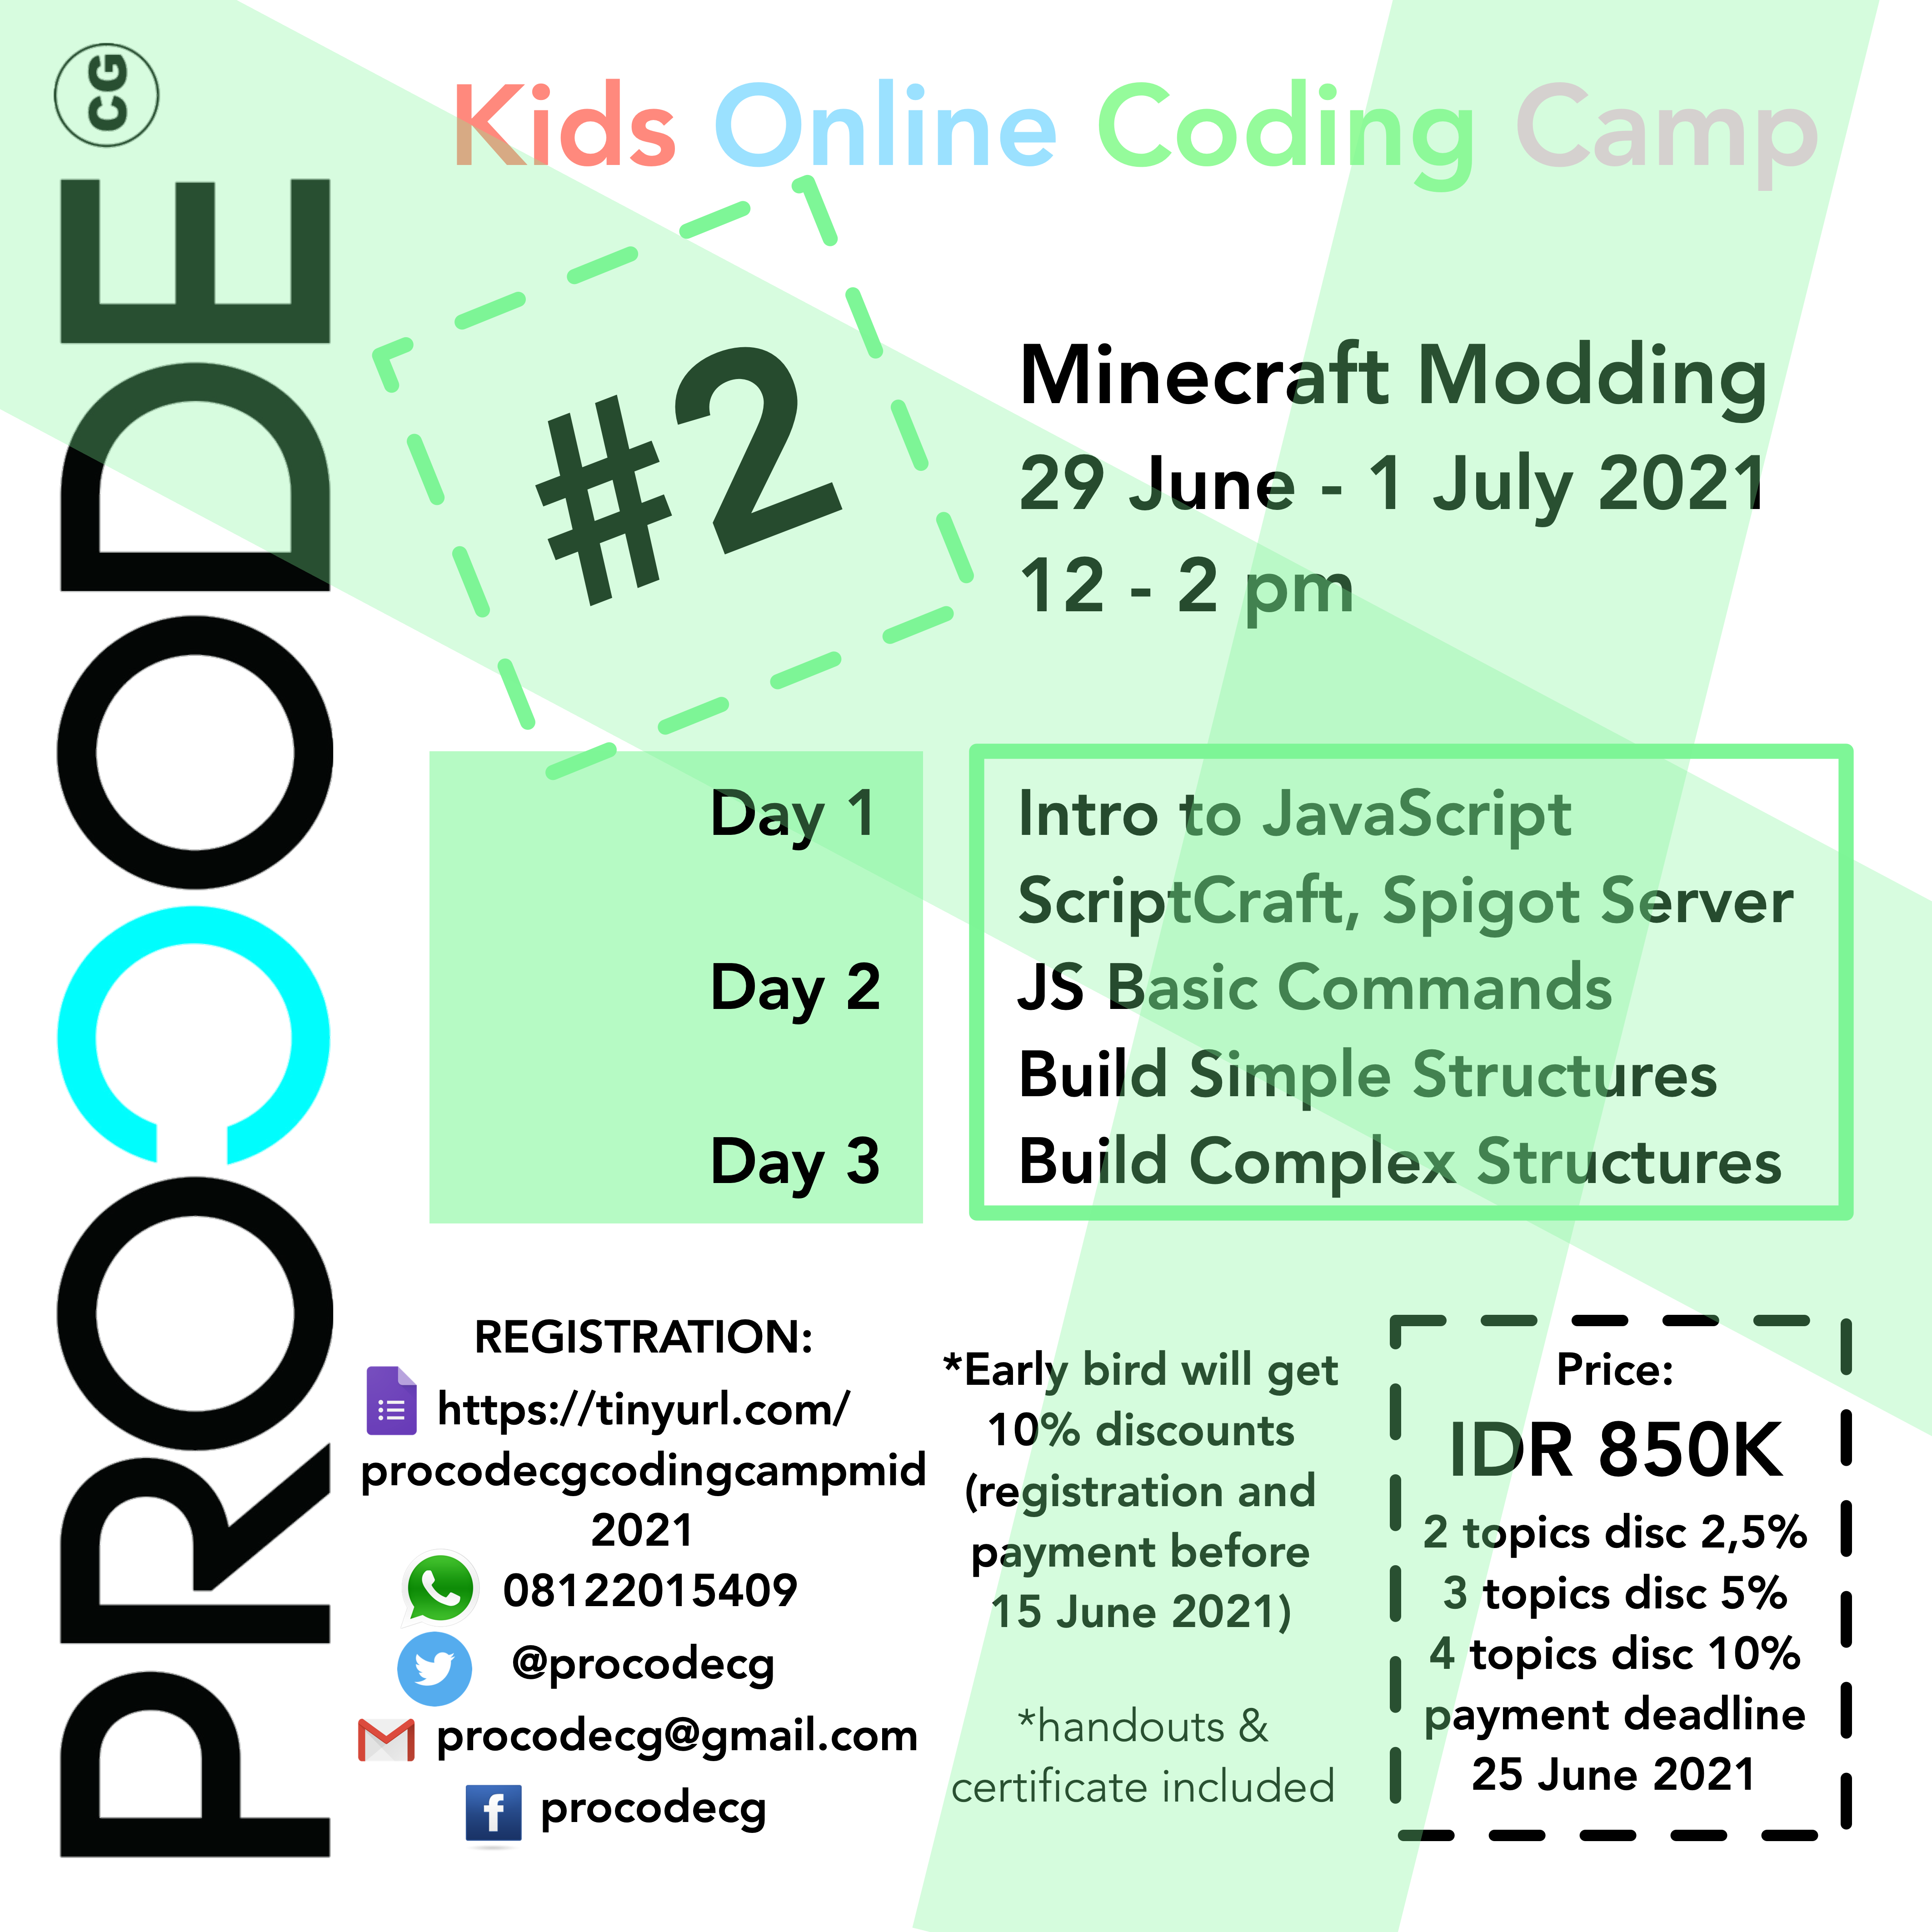 CG
PROCODE
Kids Online Coding Camp
#2
Minecraft Modding
29 June - 1 July 2021
12 - 2 pm
Day 1
Intro to JavaScript
ScriptCraft, Spigot Server
Day 2
JS Basic Commands
Build Simple Structures
Day 3
Build Complex Structures
REGISTRATION:
https://tinyurl.com/
procodecgcodingcampmid
2021
08122015409
@procodecg
procodecg@gmail.com
f procodecg
*Early bird will get
10% discounts
(registration and
payment before
15 June 2021)
*handouts &
certificate included
Price:
IDR 850K
2 topics disc 2,5%
3 topics disc 5%
4 topics disc 10%
payment deadline
25 June 2021